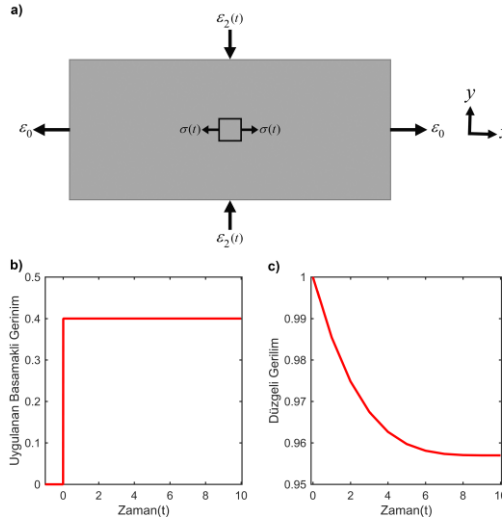 a)
ε₂(t)
ε₀
σ(t)
σ(t)
ε₀
y
x
ε₂(t)
b)
Uygulanan Basamakli Gerinim
0.5
0.4
0.3
0.2
0.1
0
0 2 4 6 8 10
Zaman(t)
c)
Düzgeli Gerilim
1
0.99
0.98
0.97
0.96
0.95
0 2 4 6 8 10
Zaman(t)